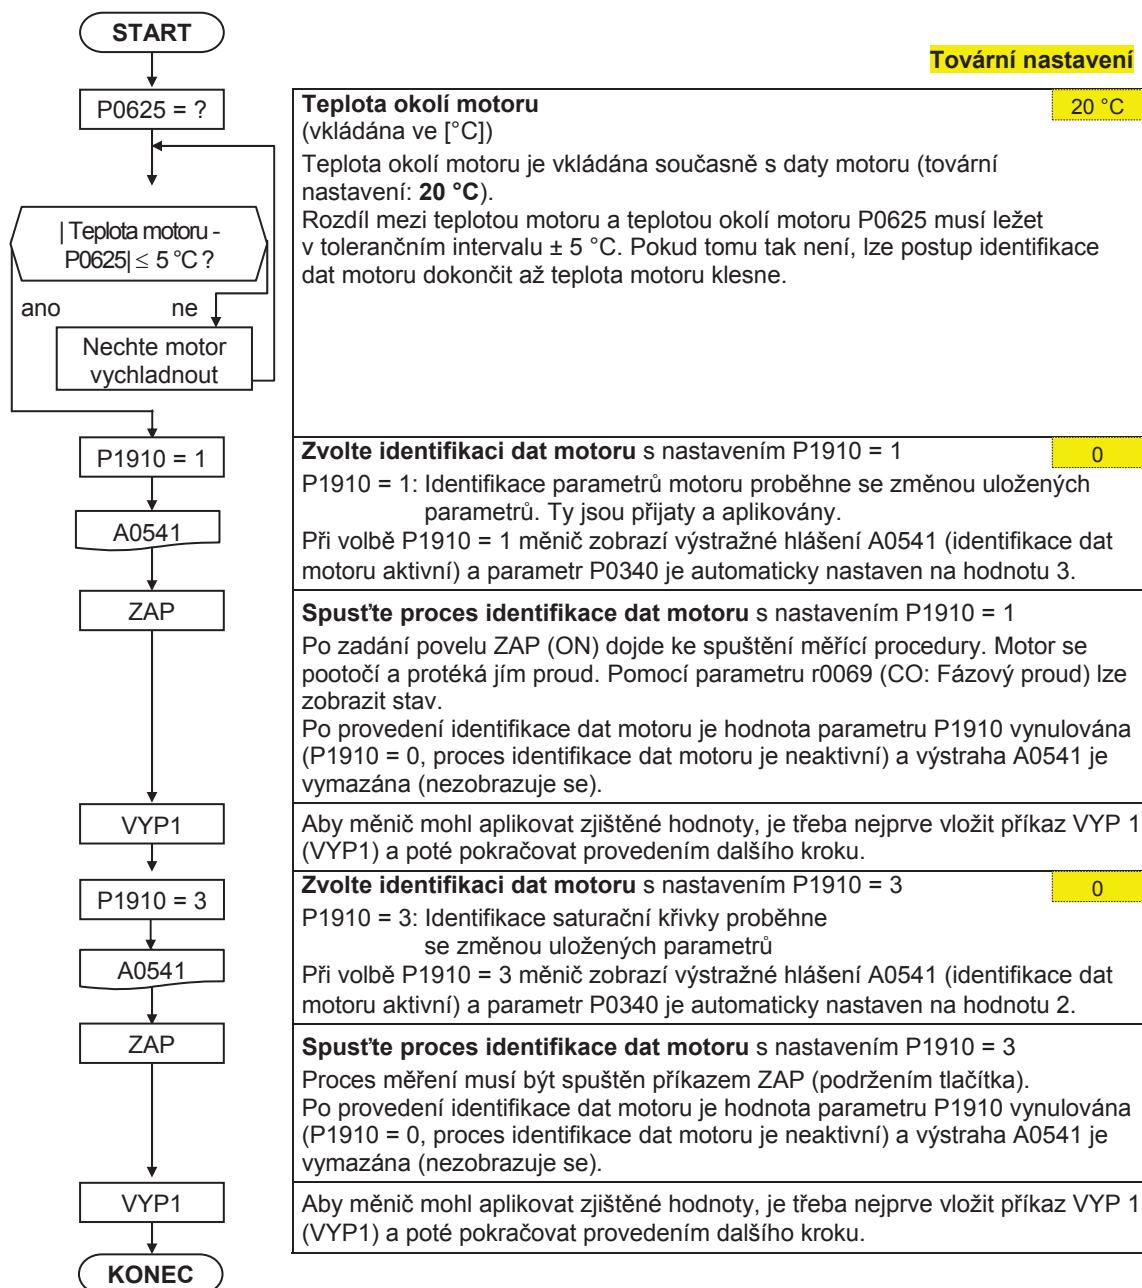 START
Tovární nastavení
P0625 = ?
Teplota okolí motoru
20 °C
(vkládána ve [°C])
Teplota okolí motoru je vkládána současně s daty motoru (tovární
nastavení: 20 °C).
Rozdíl mezi teplotou motoru a teplotou okolí motoru P0625 musí ležet
v tolerančním intervalu ± 5 °C. Pokud tomu tak není, lze postup identifikace
dat motoru dokončit až teplota motoru klesne.
| Teplota motoru -
P0625| ≤ 5 °C ?
ano
ne
Nechte motor
vychladnout
P1910 = 1
Zvolte identifikaci dat motoru s nastavením P1910 = 1
0
P1910 = 1: Identifikace parametrů motoru proběhne se změnou uložených
parametrů. Ty jsou přijaty a aplikovány.
Při volbě P1910 = 1 měnič zobrazí výstražné hlášení A0541 (identifikace dat
motoru aktivní) a parametr P0340 je automaticky nastaven na hodnotu 3.
A0541
ZAP
Spusťte proces identifikace dat motoru s nastavením P1910 = 1
Po zadání povelu ZAP (ON) dojde ke spuštění měřící procedury. Motor se
pootočí a protéká jím proud. Pomocí parametru r0069 (CO: Fázový proud) lze
zobrazit stav.
Po provedení identifikace dat motoru je hodnota parametru P1910 vynulována
(P1910 = 0, proces identifikace dat motoru je neaktivní) a výstraha A0541 je
vymazána (nezobrazuje se).
VYP1
Aby měnič mohl aplikovat zjištěné hodnoty, je třeba nejprve vložit příkaz VYP 1
(VYP1) a poté pokračovat provedením dalšího kroku.
P1910 = 3
Zvolte identifikaci dat motoru s nastavením P1910 = 3
0
P1910 = 3: Identifikace saturační křivky proběhne
se změnou uložených parametrů
Při volbě P1910 = 3 měnič zobrazí výstražné hlášení A0541 (identifikace dat
motoru aktivní) a parametr P0340 je automaticky nastaven na hodnotu 2.
A0541
ZAP
Spusťte proces identifikace dat motoru s nastavením P1910 = 3
Proces měření musí být spuštěn příkazem ZAP (podržením tlačítka).
Po provedení identifikace dat motoru je hodnota parametru P1910 vynulována
(P1910 = 0, proces identifikace dat motoru je neaktivní) a výstraha A0541 je
vymazána (nezobrazuje se).
VYP1
Aby měnič mohl aplikovat zjištěné hodnoty, je třeba nejprve vložit příkaz VYP 1
(VYP1) a poté pokračovat provedením dalšího kroku.
KONEC